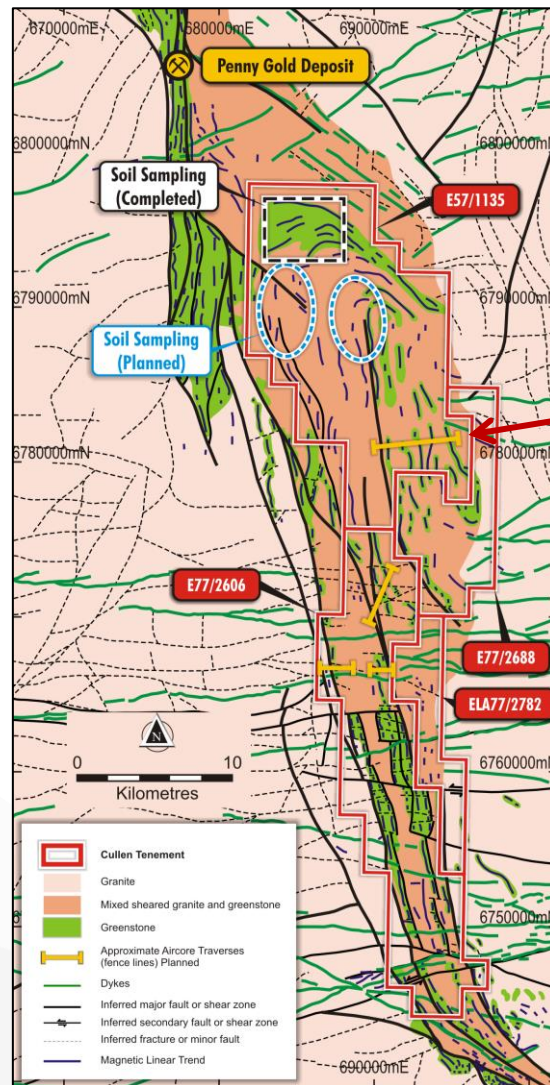 670000mE
680000mE
690000mE
Penny Gold Deposit
6800000mN
6800000mN
Soil Sampling
(Completed)
E57/1135
6790000mN
6790000mN
Soil Sampling
(Planned)
6780000mN
6780000mN
E77/2606
E77/2688
ELA77/2782
N
0
10
Kilometres
6760000mN
Cullen Tenement
Granite
Mixed sheared granite and greenstone
Greenstone
Approximate Aircore Traverses
(fence lines) Planned
Dykes
Inferred major fault or shear zone
Inferred secondary fault or shear zone
Inferred fracture or minor fault
Magnetic Linear Trend
6750000mN
690000mE